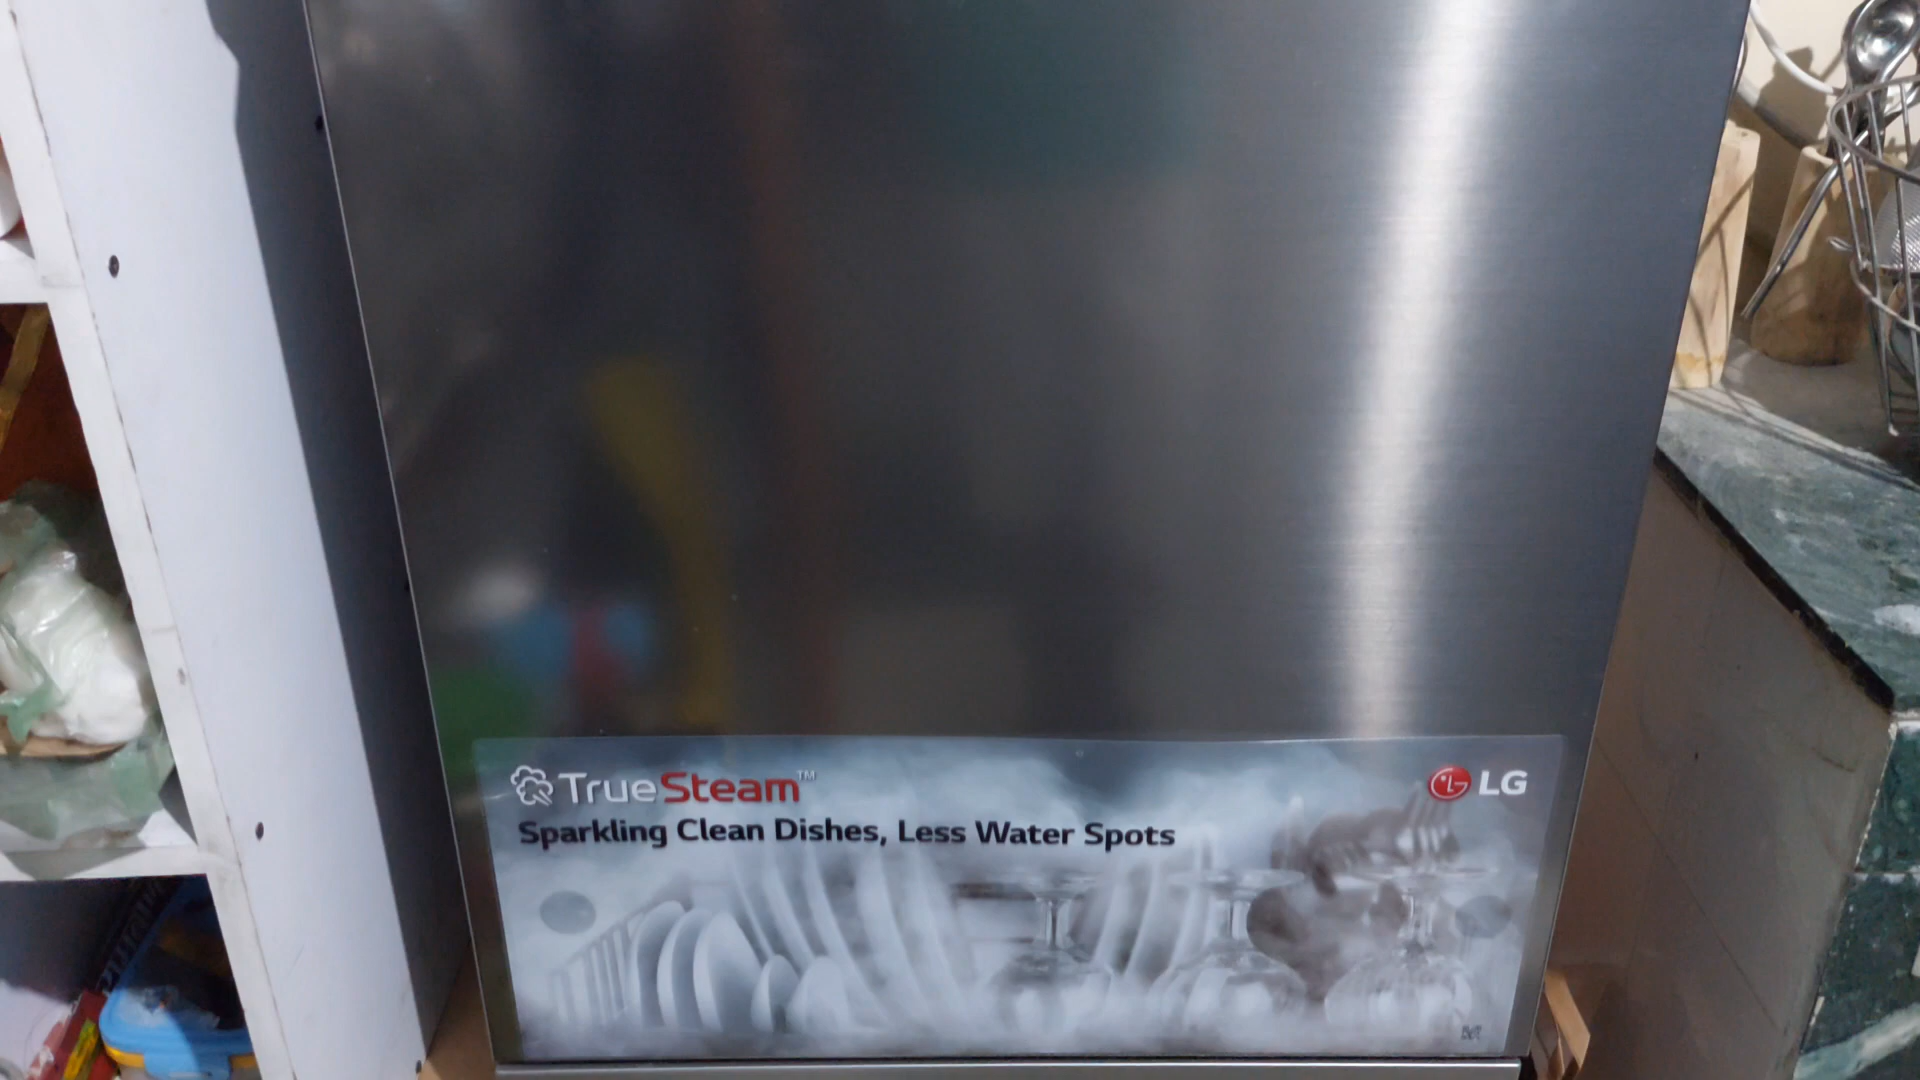 TrueSteam™
LG
Sparkling Clean Dishes, Less Water Spots